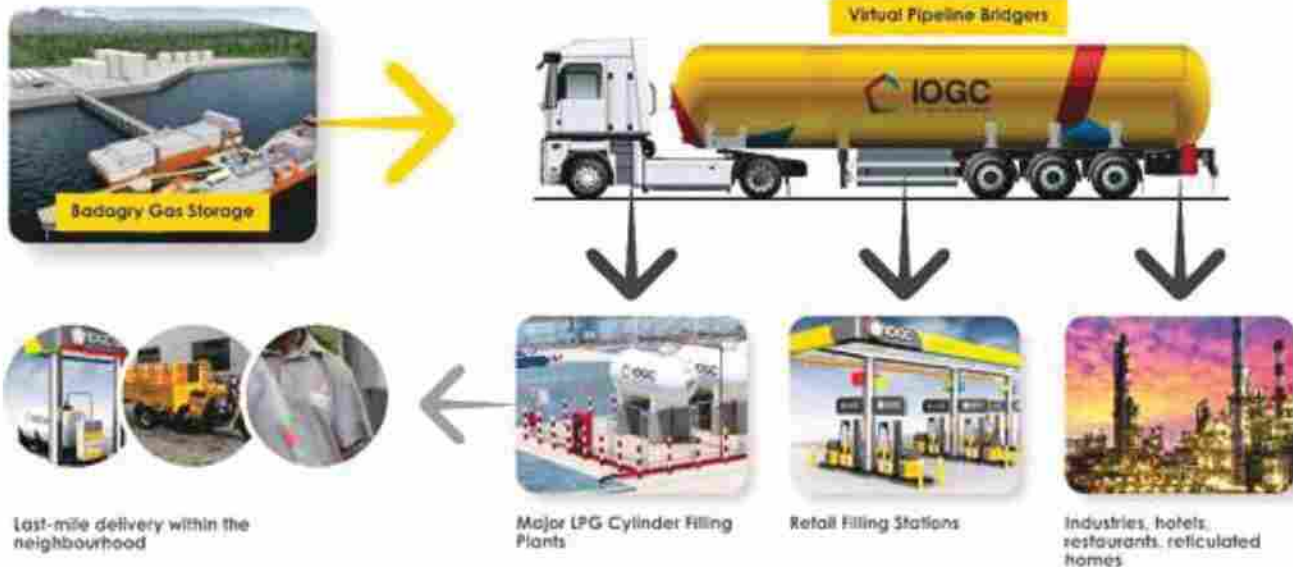 Virtual Pipeline Bridgers
IOGC
Badagry Gas Storage
IOGC
IOGC
IOGC
Last-mile delivery within the
neighbourhood
Major LPG Cylinder Filling
Plants
Retail Filling Stations
Industries, hotels,
restaurants, reticulated
homes